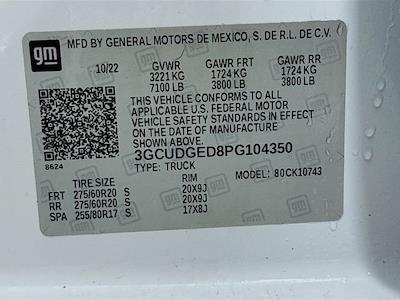 gm
MFD BY GENERAL MOTORS DE MEXICO, S. DE R.L. DE C.V.
10/22 GVWR GAWR FRT GAWR RR
3221 KG 1724 KG 1724 KG
7100 LB 3800 LB 3800 LB
THIS VEHICLE CONFORMS TO ALL
APPLICABLE U.S. FEDERAL MOTOR
VEHICLE SAFETY STANDARDS IN EFFECT ON
THE DATE OF MANUFACTURE SHOWN ABOVE.
3GCUDGED8PG104350
8624
TYPE: TRUCK
TIRE SIZE RIM MODEL: 80CK10743
FRT 275/60R20 S 20X9J
RR 275/60R20 S 20X9J
SPA 255/80R17 S 17X8J